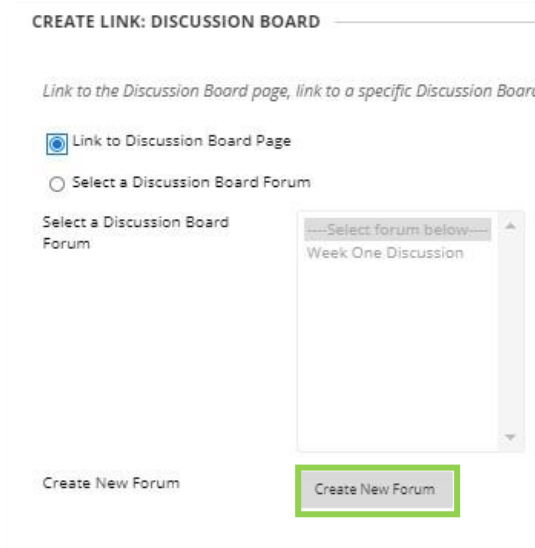 CREATE LINK: DISCUSSION BOARD
Link to the Discussion Board page, link to a specific Discussion Board
Link to Discussion Board Page
Select a Discussion Board Forum
Select a Discussion Board
Forum
----Select forum below----
Week One Discussion
Create New Forum
Create New Forum